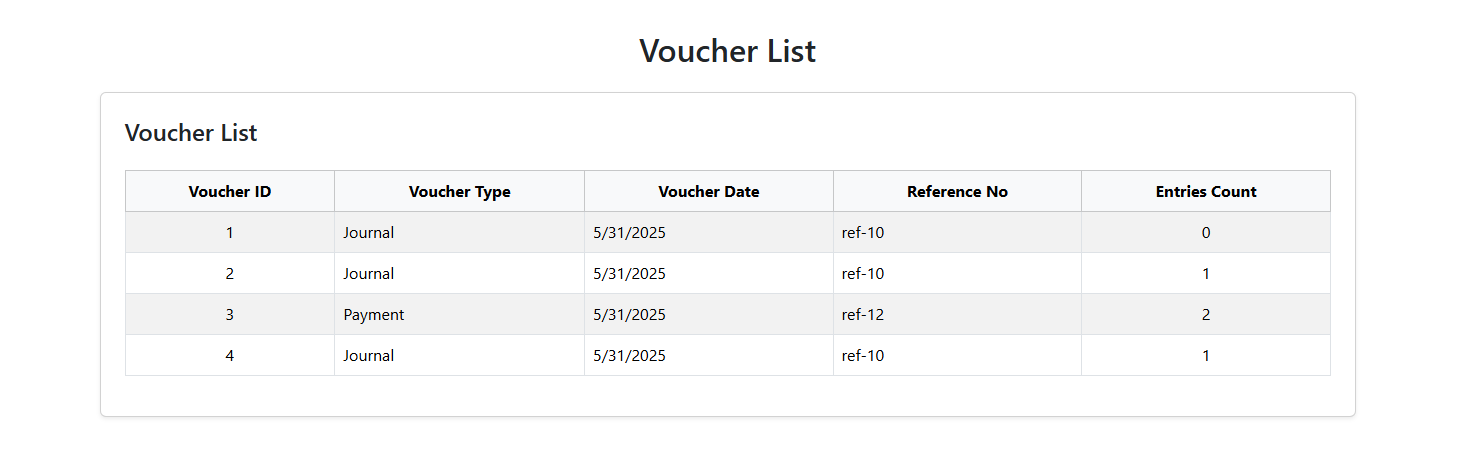 Voucher List
Voucher List
Voucher ID Voucher Type Voucher Date Reference No Entries Count
1 Journal 5/31/2025 ref-10 0
2 Journal 5/31/2025 ref-10 1
3 Payment 5/31/2025 ref-12 2
4 Journal 5/31/2025 ref-10 1